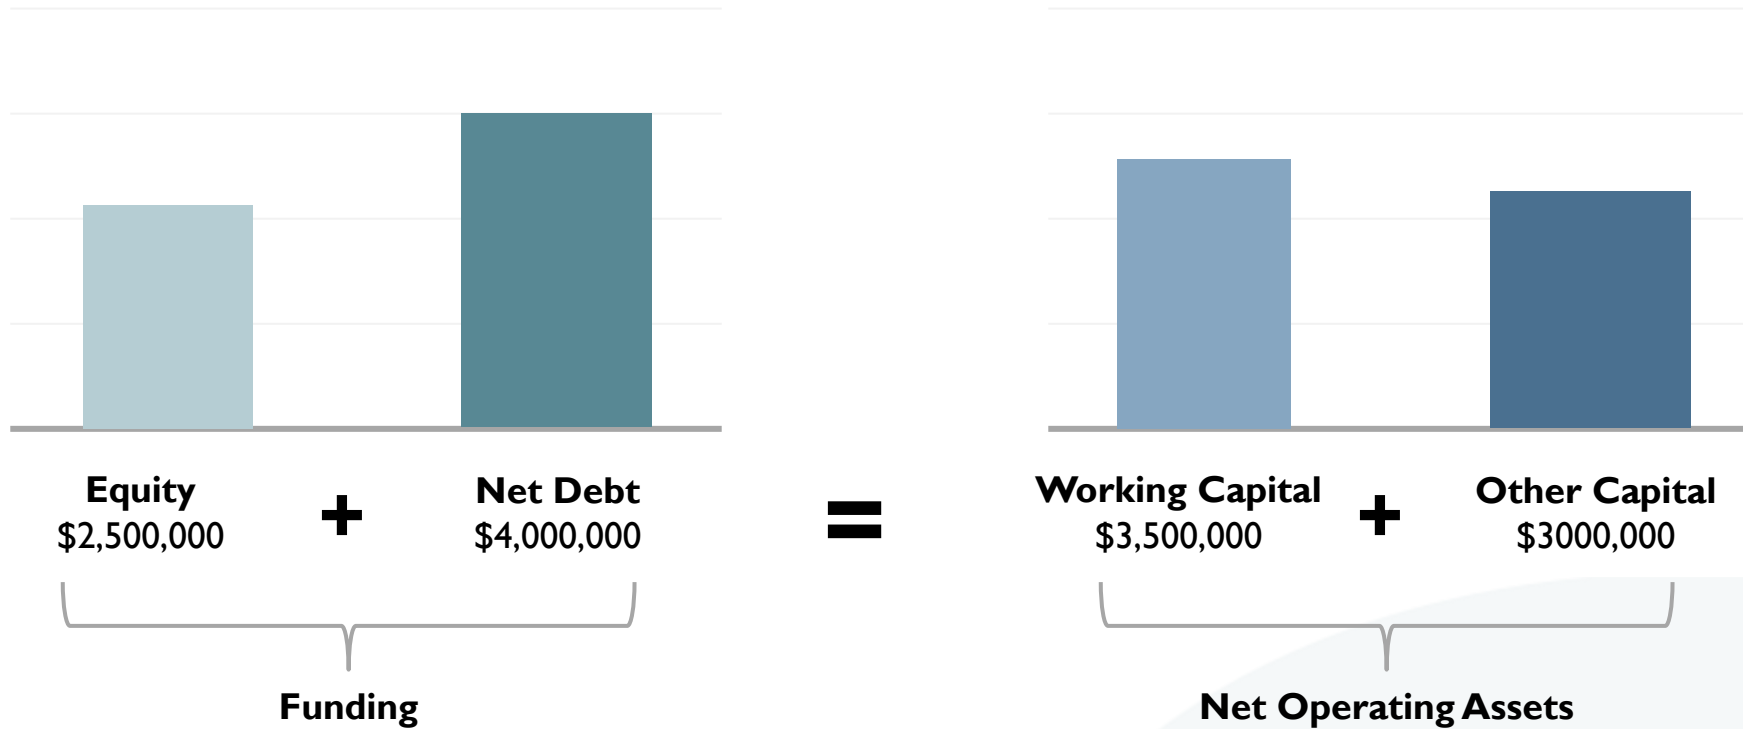 Equity
$2,500,000
+
Net Debt
$4,000,000
=
Working Capital
$3,500,000
+
Other Capital
$3000,000
Funding
Net Operating Assets